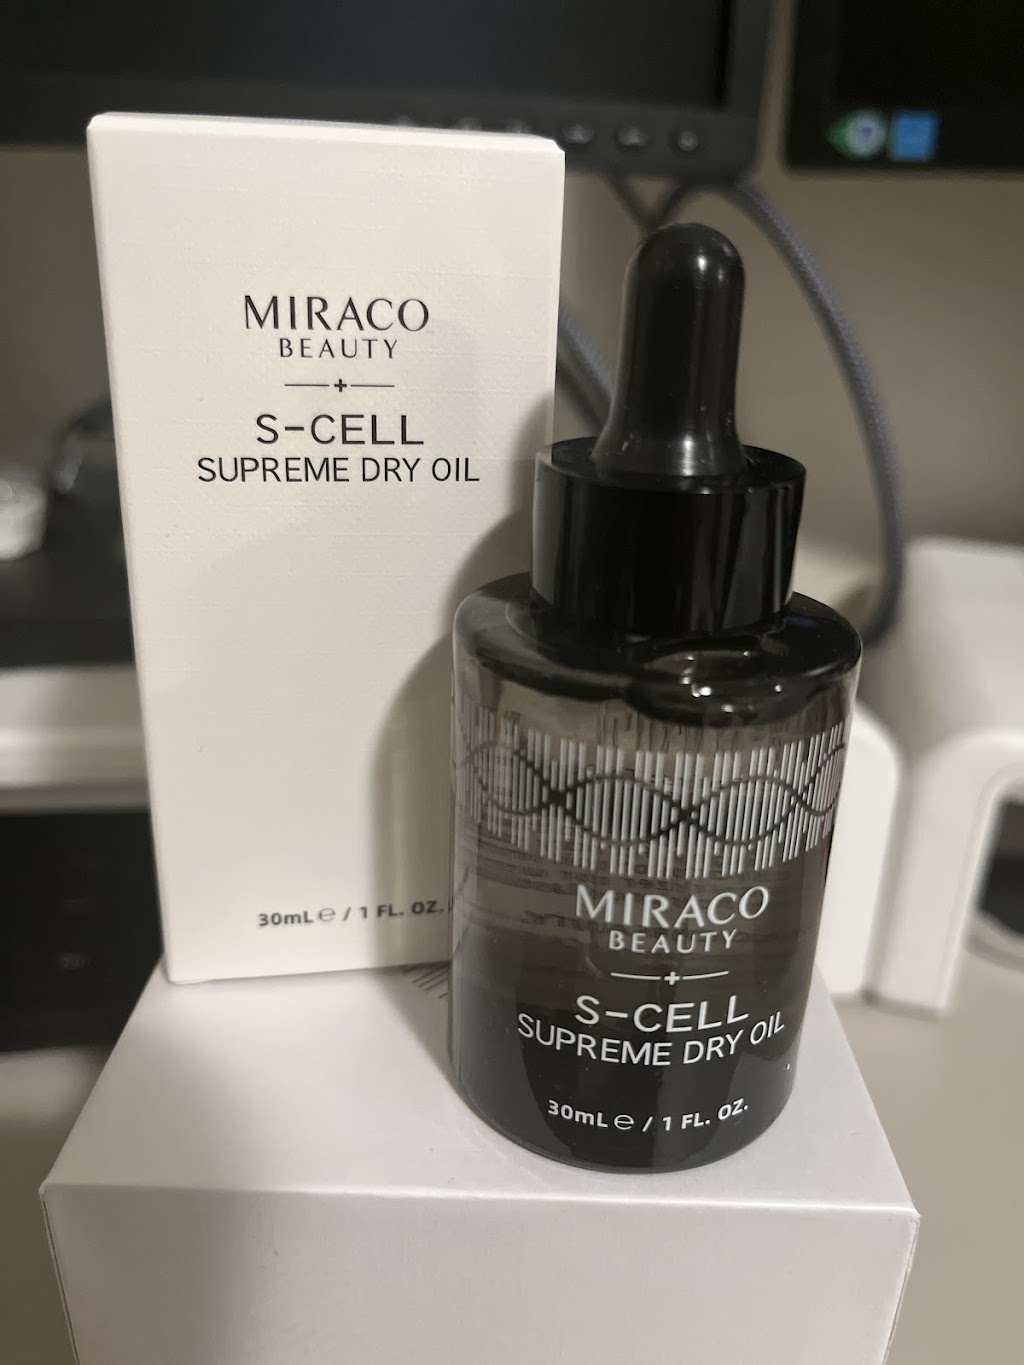 MIRACO
BEAUTY
S-CELL
SUPREME DRY OIL
30mL ℮ / 1 FL. OZ.
MIRACO
BEAUTY
S-CELL
SUPREME DRY OIL
30mL ℮ / 1 FL. OZ.